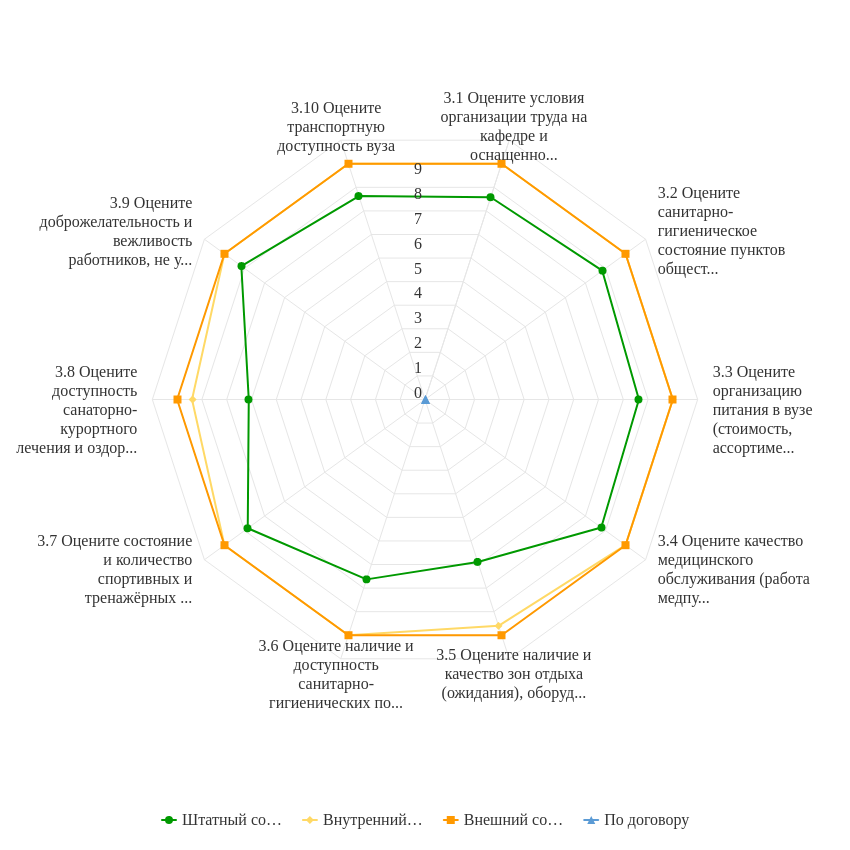 3.1 Оцените условия
организации труда на
кафедре и
оснащенно...
3.10 Оцените
транспортную
доступность вуза
3.2 Оцените
санитарно-
гигиеническое
состояние пунктов
общест...
3.9 Оцените
доброжелательность и
вежливость
работников, не у...
9
8
7
6
5
4
3
2
1
0
3.3 Оцените
организацию
питания в вузе
(стоимость,
ассортиме...
3.8 Оцените
доступность
санаторно-
курортного
лечения и оздор...
3.4 Оцените качество
медицинского
обслуживания (работа
медпу...
3.7 Оцените состояние
и количество
спортивных и
тренажёрных ...
3.6 Оцените наличие и
доступность
санитарно-
гигиенических по...
3.5 Оцените наличие и
качество зон отдыха
(ожидания), оборуд...
Штатный со… Внутренний… Внешний со… По договору